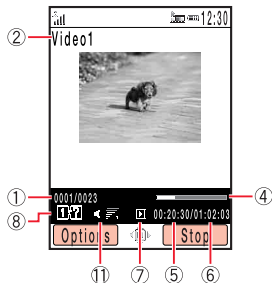 12:30
② Video1
① 0001/0023 ④
⑧ 1 ? 00:20:30/01:02:03
Options Stop
⑪ ⑦ ⑤ ⑥